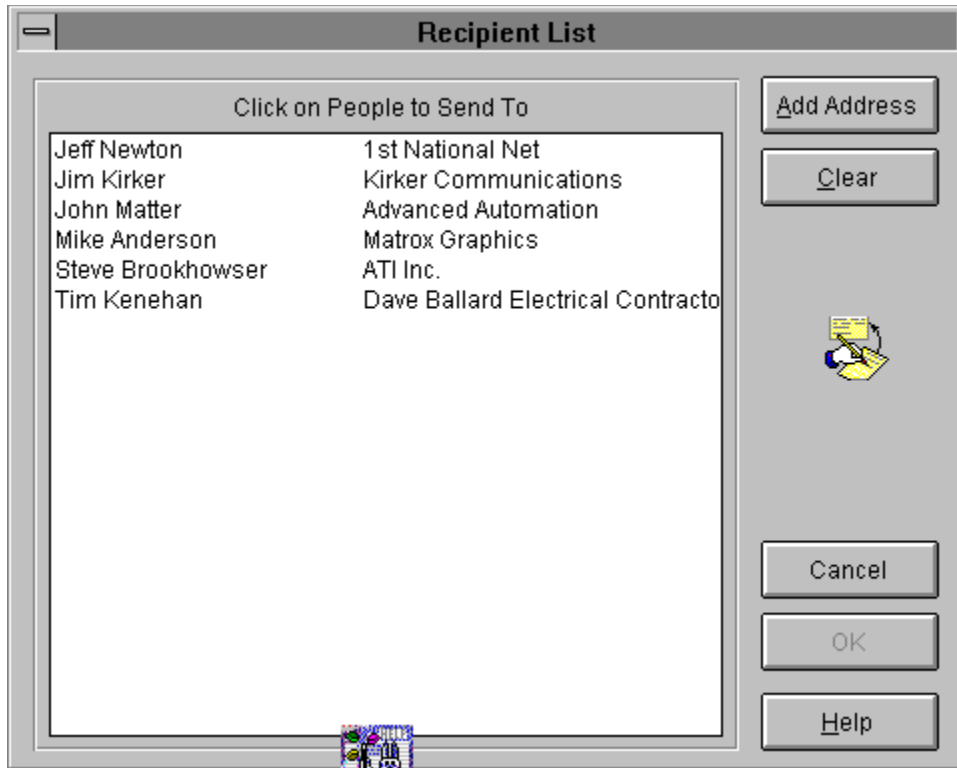 Recipient List
Click on People to Send To
Jeff Newton 1st National Net
Jim Kirker Kirker Communications
John Matter Advanced Automation
Mike Anderson Matrox Graphics
Steve Brookhowser ATI Inc.
Tim Kenehan Dave Ballard Electrical Contracto
Add Address
Clear
Cancel
OK
Help